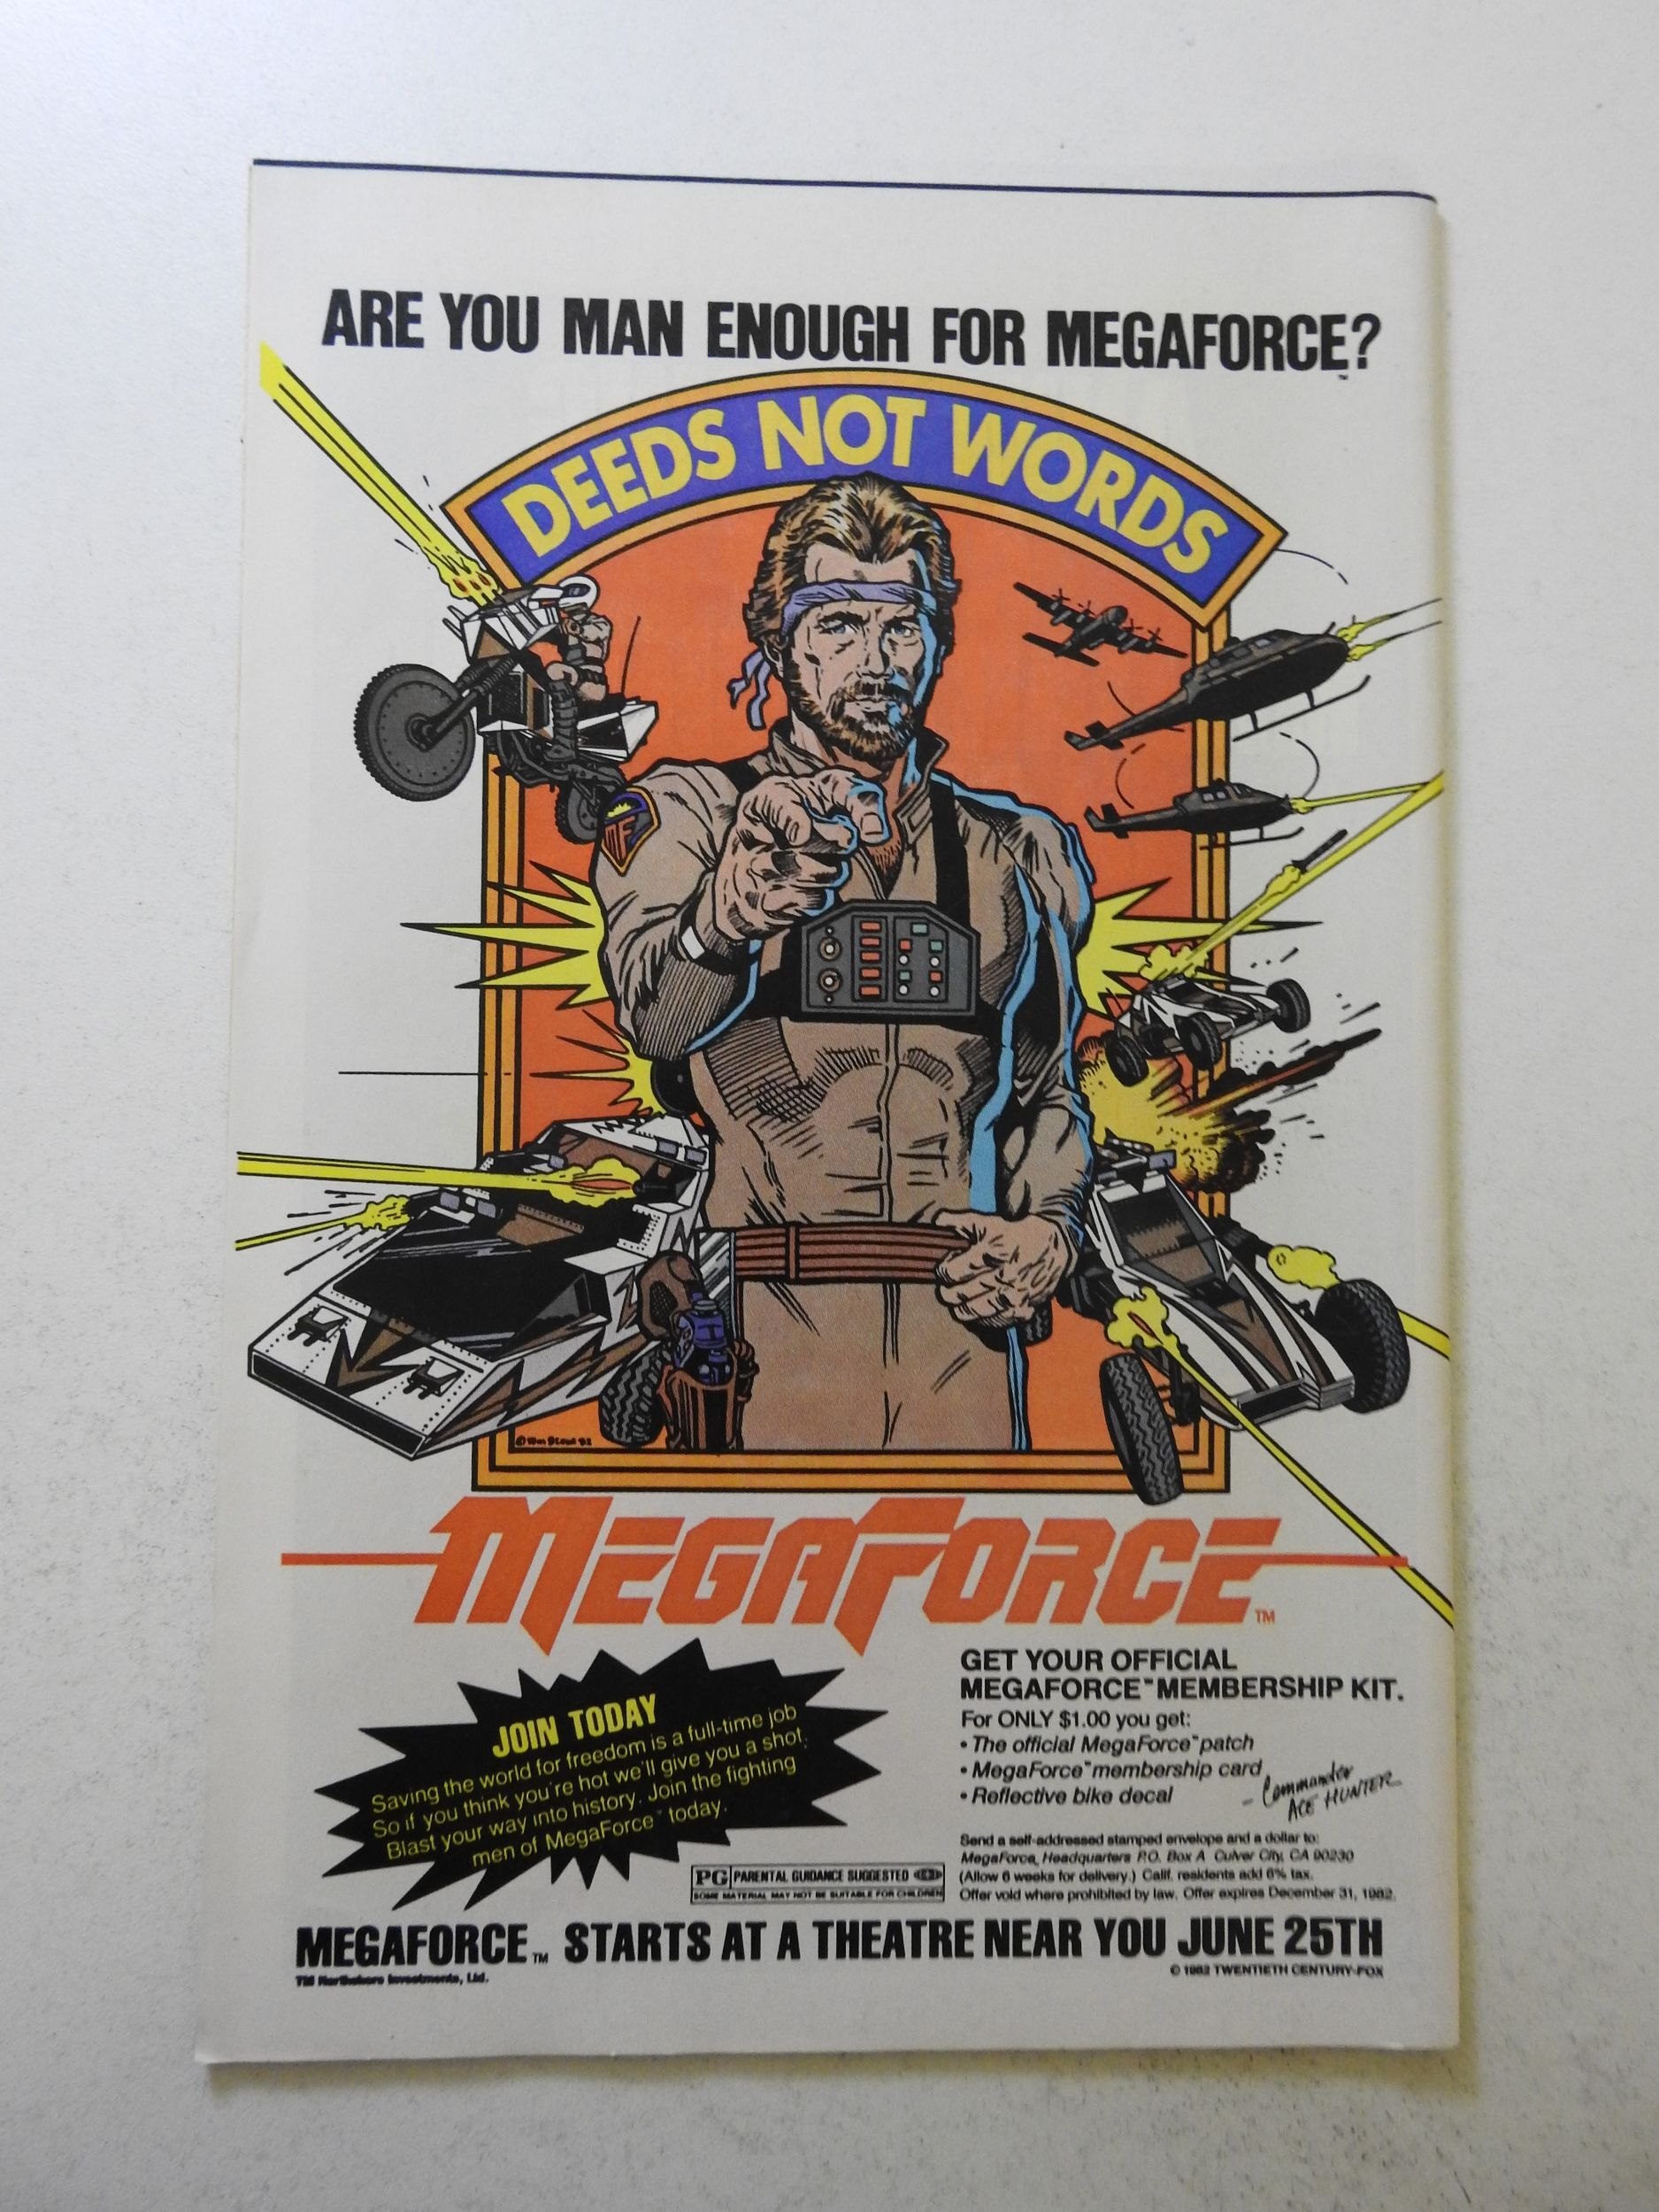 ARE YOU MAN ENOUGH FOR MEGAFORCE?
™
DEEDS NOT WORDS
MF
MEGAFORCE™
JOIN TODAY
Saving the world for freedom is a full-time job
So if you think you're hot we'll give you a shot.
Blast your way into history. Join the fighting
men of MegaForce™ today.
GET YOUR OFFICIAL
MEGAFORCE™ MEMBERSHIP KIT.
For ONLY $1.00 you get:
• The official MegaForce™ patch
• MegaForce™ membership card
• Reflective bike decal
- Commander
ACE HUNTER
Send a self-addressed stamped envelope and a dollar to:
MegaForce, Headquarters P.O. Box A Culver City, CA 90230
(Allow 6 weeks for delivery.) Calif. residents add 6% tax.
Offer void where prohibited by law. Offer expires December 31, 1982.
PG PARENTAL GUIDANCE SUGGESTED
SOME MATERIAL MAY NOT BE SUITABLE FOR CHILDREN
MEGAFORCE™ STARTS AT A THEATRE NEAR YOU JUNE 25TH
TM Northshore Investments, Ltd.
© 1982 TWENTIETH CENTURY-FOX